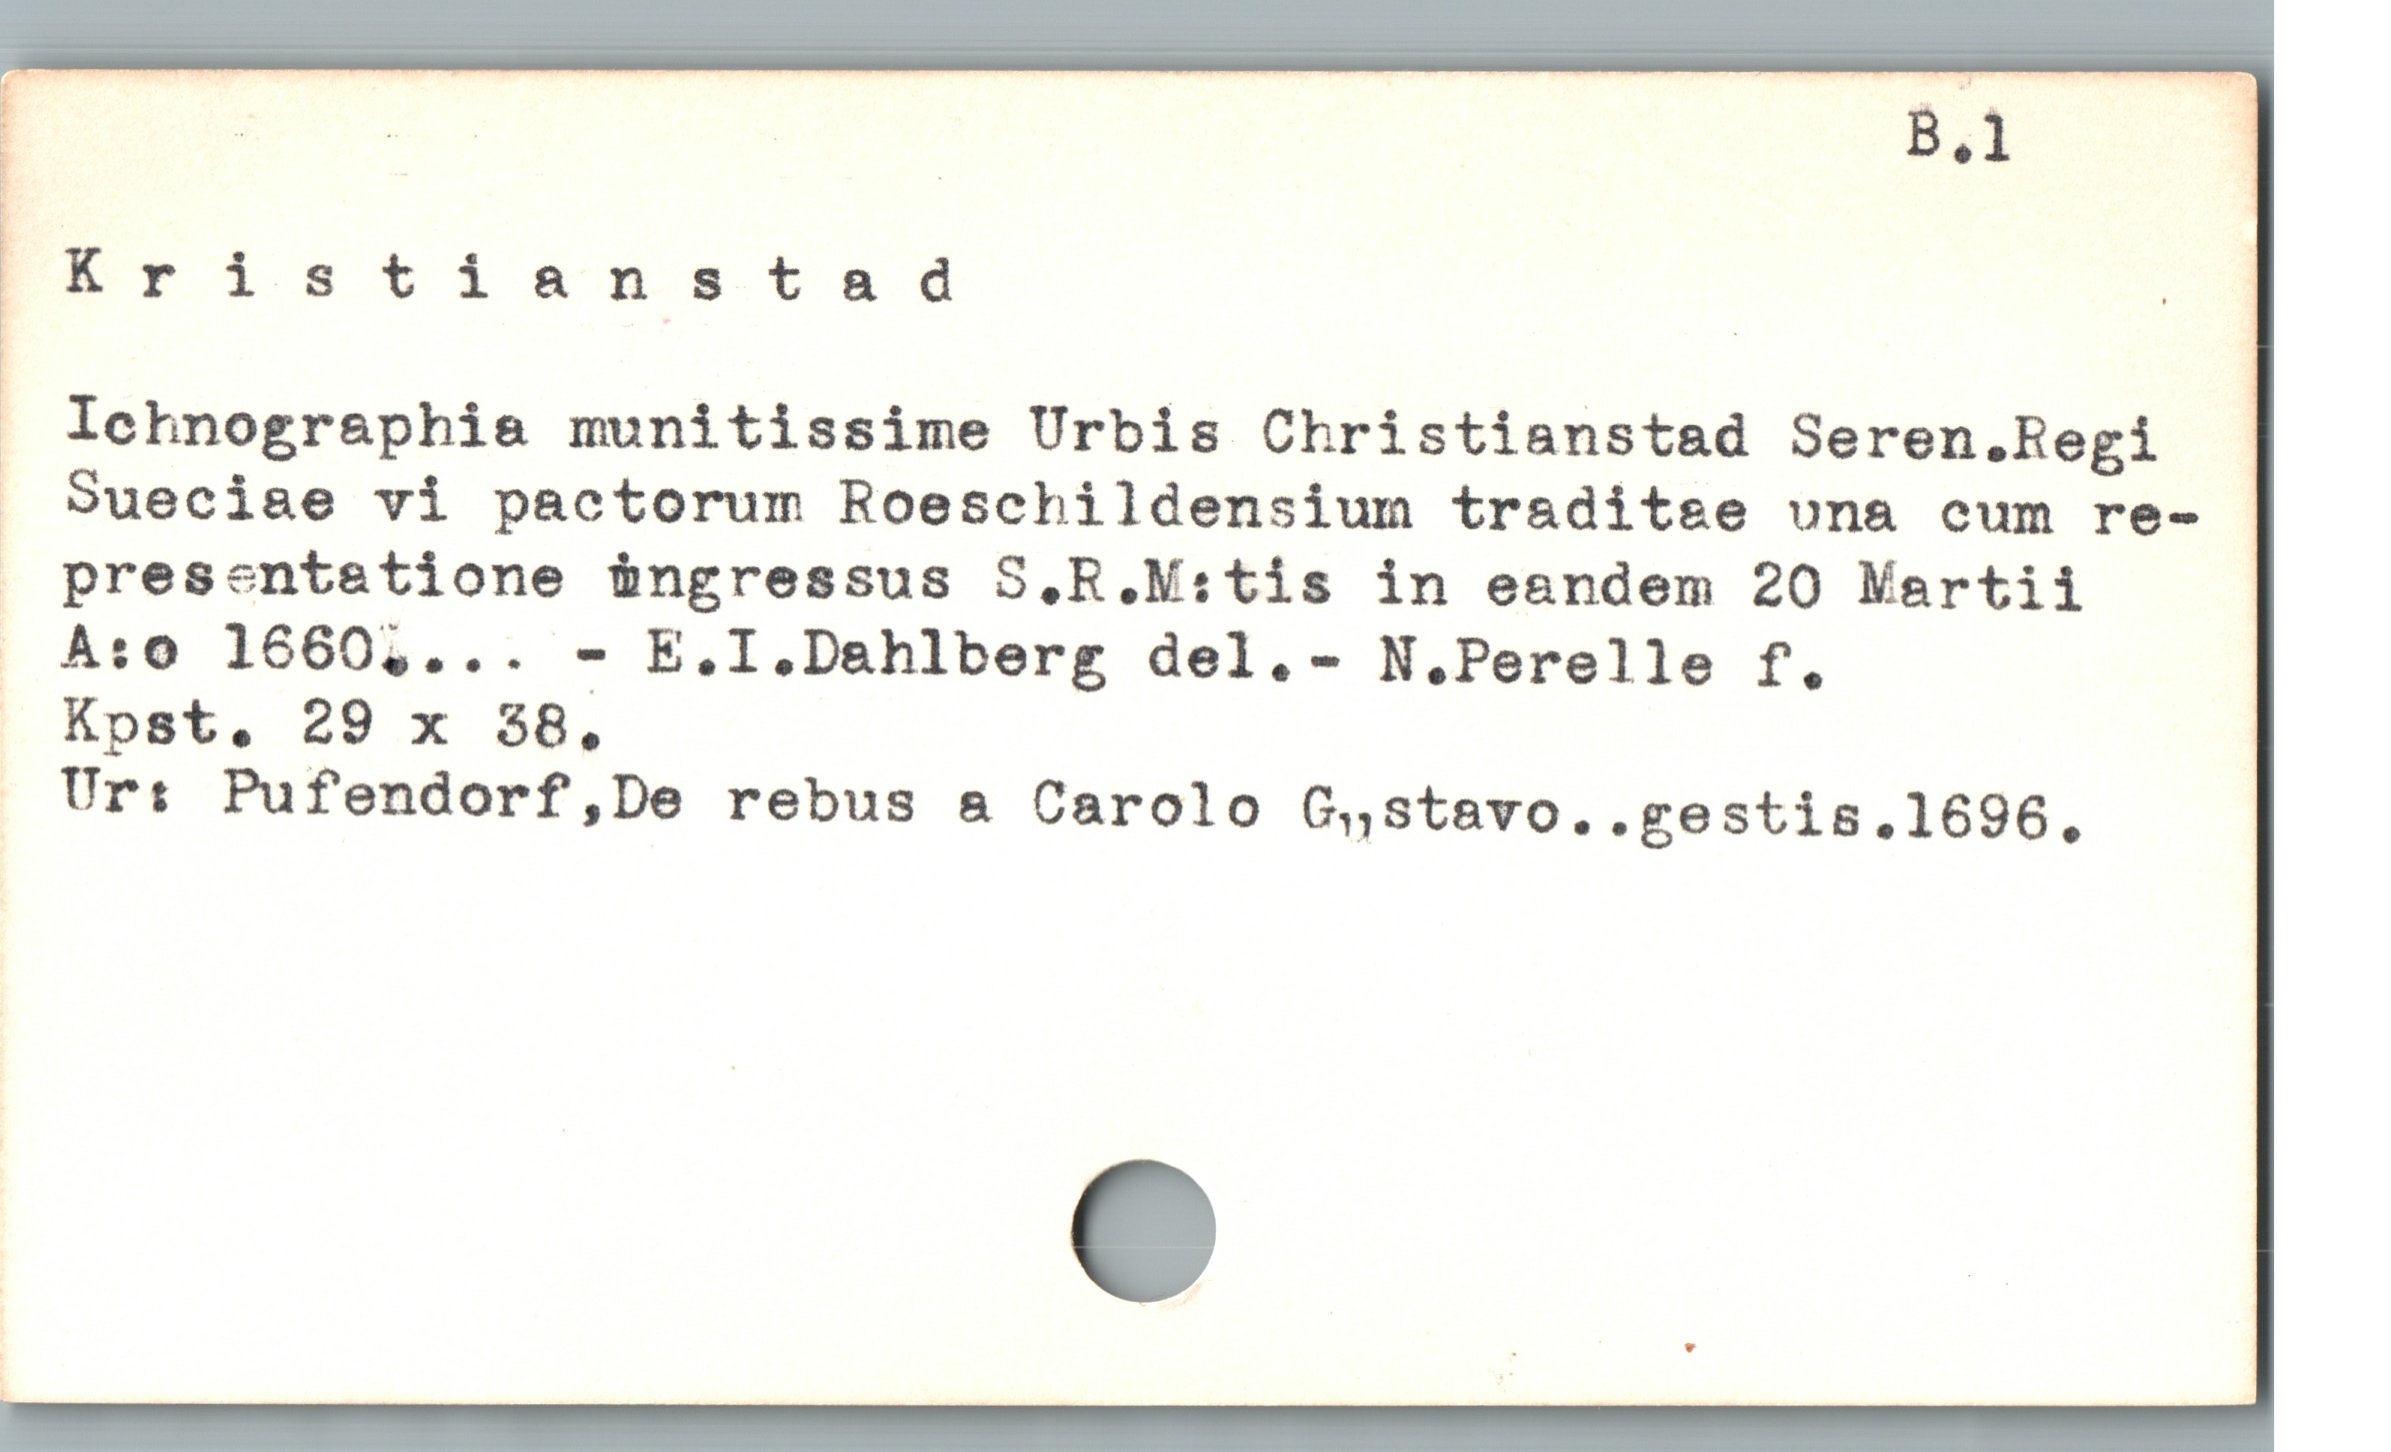 B.1
K r i s t i a n s t a d
Ichnographia munitissime Urbis Christianstad Seren.Regi
Sueciae vi pactorum Roeschildensium traditae una cum re-
presentatione ingressus S.R.M:tis in eandem 20 Martii
A:o 1660.... - E.I.Dahlberg del.- N.Perelle f.
Kpst. 29 x 38.
Ur: Pufendorf,De rebus a Carolo G,,stavo..gestis.1696.